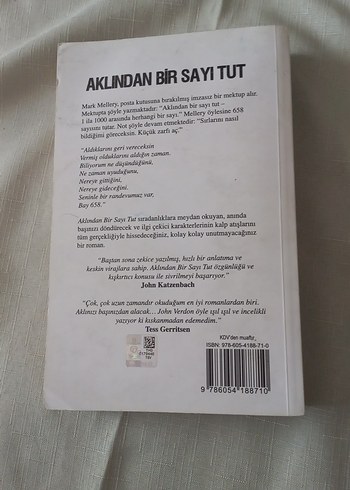 AKLINDAN BİR SAYI TUT
Mark Mellery, posta kutusuna bırakılmış imzasız bir mektup alır.
Mektupta şöyle yazmaktadır: "Aklından bir sayı tut –
1 ila 1000 arasında herhangi bir sayı." Mellery öylesine 658
sayısını tutar. Not şöyle devam etmektedir: "Sırlarını nasıl
bildiğimi göreceksin. Küçük zarfı aç."
"Aldıklarını geri vereceksin
Vermiş olduklarını aldığın zaman.
Biliyorum ne düşündüğünü,
Ne zaman uyuduğunu,
Nereye gittiğini,
Nereye gideceğini.
Seninle bir randevumuz var,
Bay 658."
Aklından Bir Sayı Tut sıradanlıklara meydan okuyan, anında
başınızı döndürecek ve ilgi çekici karakterlerinin kalp atışlarını
tüm gerçekliğiyle hissedeceğiniz, kolay kolay unutmayacağınız
bir roman.
"Baştan sona zekice yazılmış, hızlı bir anlatıma ve
keskin virajlara sahip. Aklından Bir Sayı Tut özgünlüğü ve
kışkırtıcı konusu ile sivrilmeyi başarıyor."
John Katzenbach
"Çok, çok uzun zamandır okuduğum en iyi romanlardan biri.
Aklınızı başınızdan alacak... John Verdon öyle ışıl ışıl ve incelikli
yazıyor ki kıskanmadan edemedim."
Tess Gerritsen
KDV'den muaftır.
ISBN: 978-605-4188-71-0
9 786054 188710